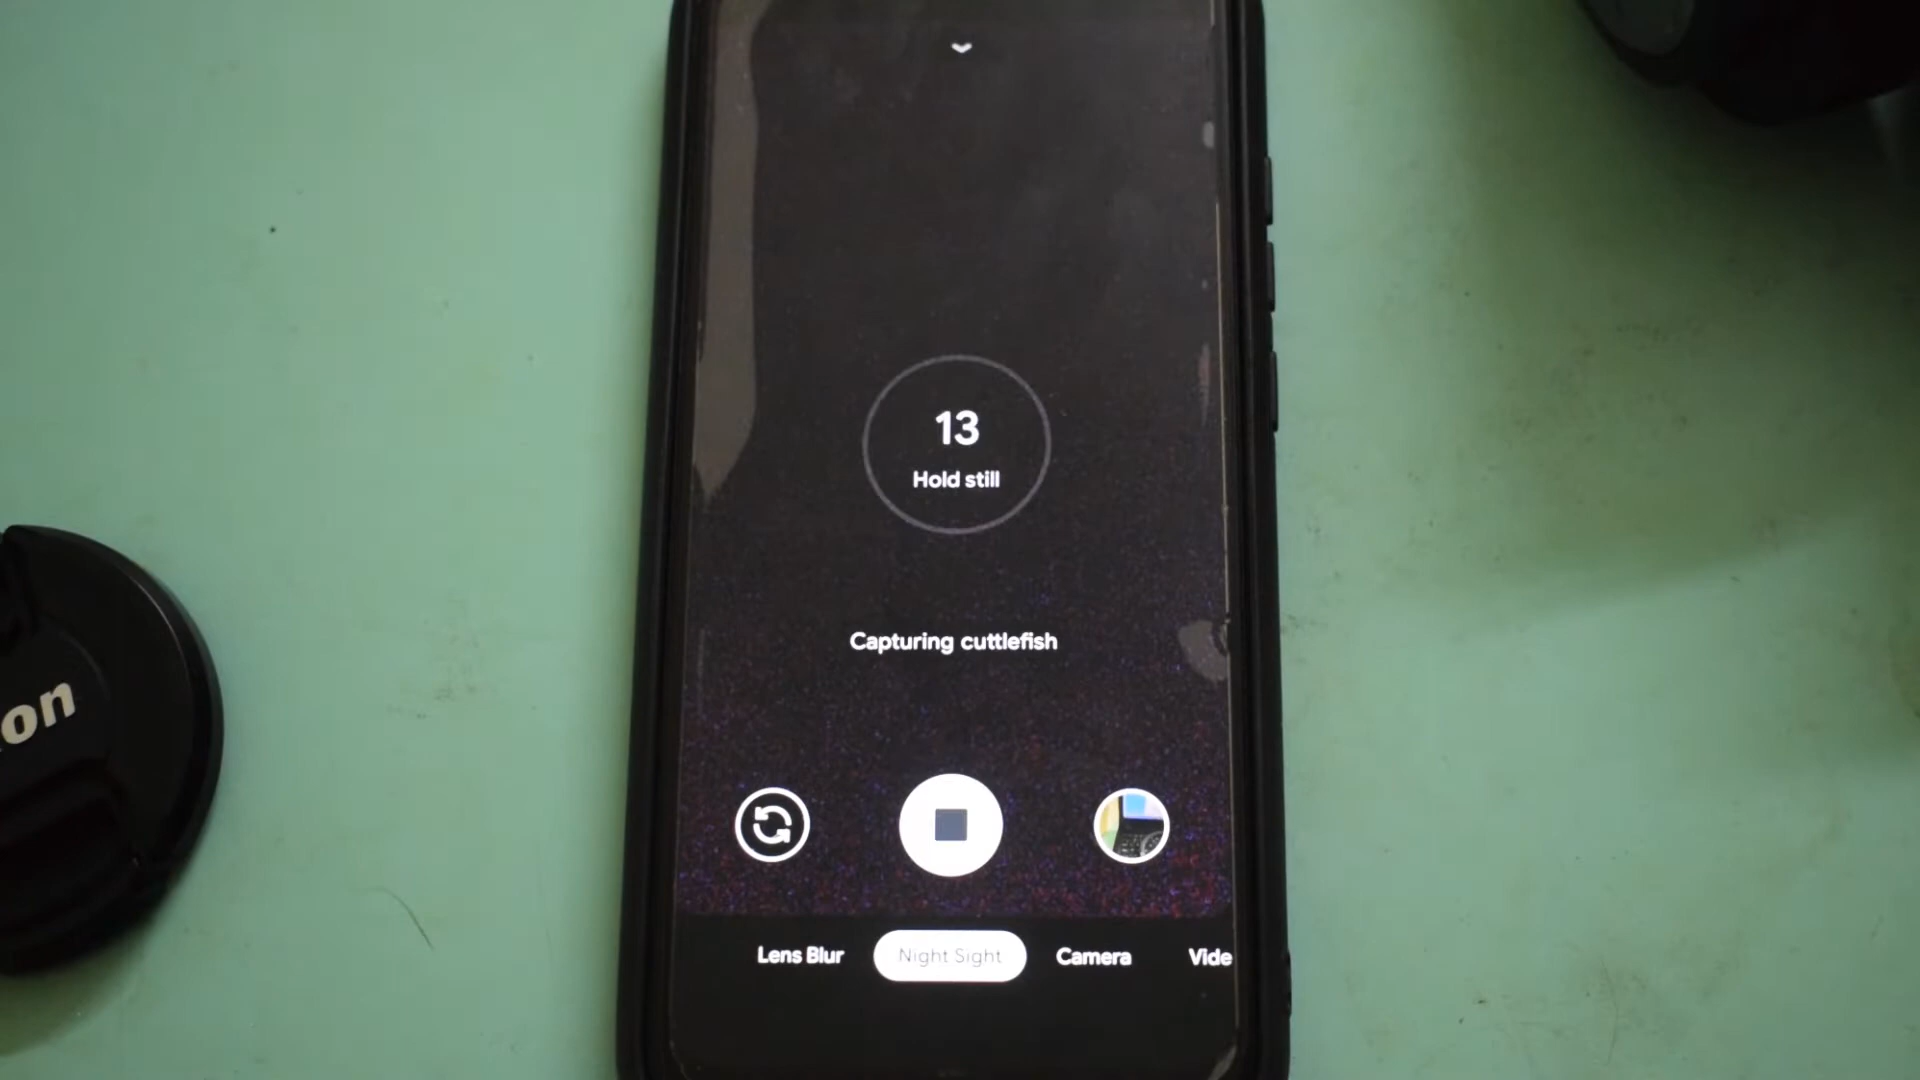 13
Hold still
Capturing cuttlefish
on
Lens Blur Night Sight Camera Vide